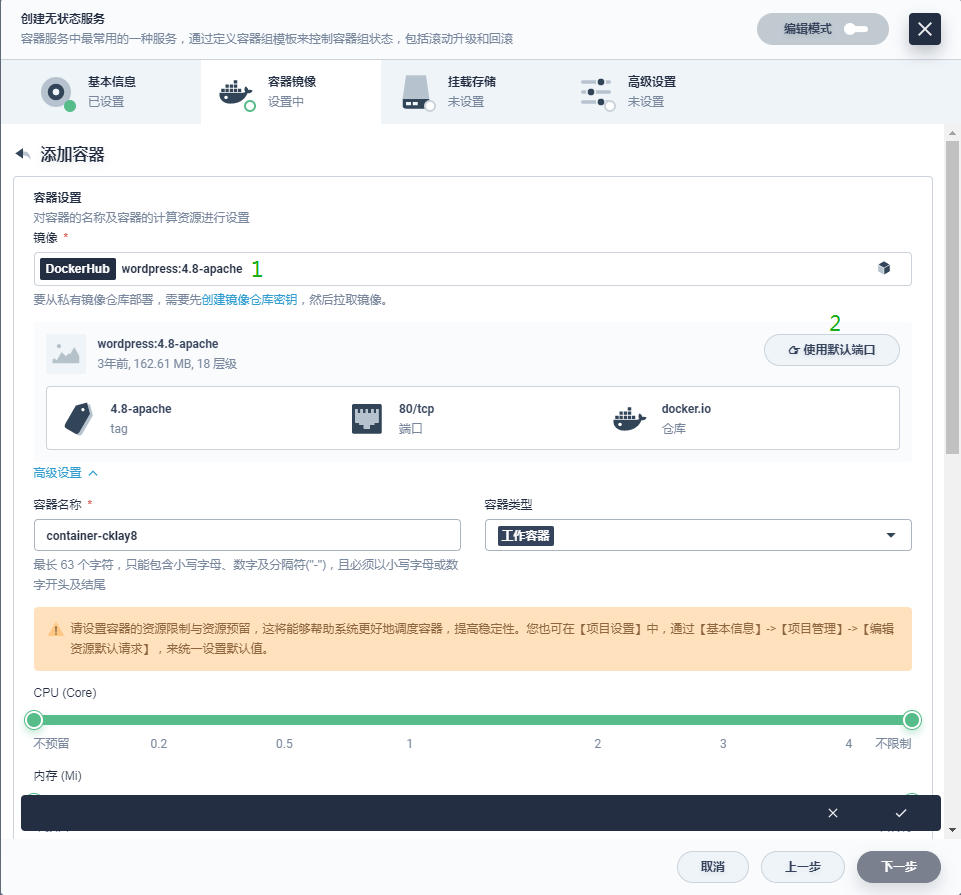 创建无状态服务
容器服务中最常用的一种服务，通过定义容器组模板来控制容器组状态，包括滚动升级和回滚
编辑模式
基本信息
已设置
容器镜像
设置中
挂载存储
未设置
高级设置
未设置
添加容器
容器设置
对容器的名称及容器的计算资源进行设置
镜像 *
DockerHub wordpress:4.8-apache 1
要从私有镜像仓库部署，需要先创建镜像仓库密钥，然后拉取镜像。
2
wordpress:4.8-apache
3年前, 162.61 MB, 18 层级
使用默认端口
4.8-apache
tag
80/tcp
端口
docker.io
仓库
高级设置
容器名称 *
container-cklay8
最长 63 个字符，只能包含小写字母、数字及分隔符("-")，且必须以小写字母或数
字开头及结尾
容器类型
工作容器
请设置容器的资源限制与资源预留，这将能够帮助系统更好地调度容器，提高稳定性。您也可在【项目设置】中，通过【基本信息】->【项目管理】->【编辑
资源默认请求】，来统一设置默认值。
CPU (Core)
不预留 0.2 0.5 1 2 3 4 不限制
内存 (Mi)
取消 上一步 下一步